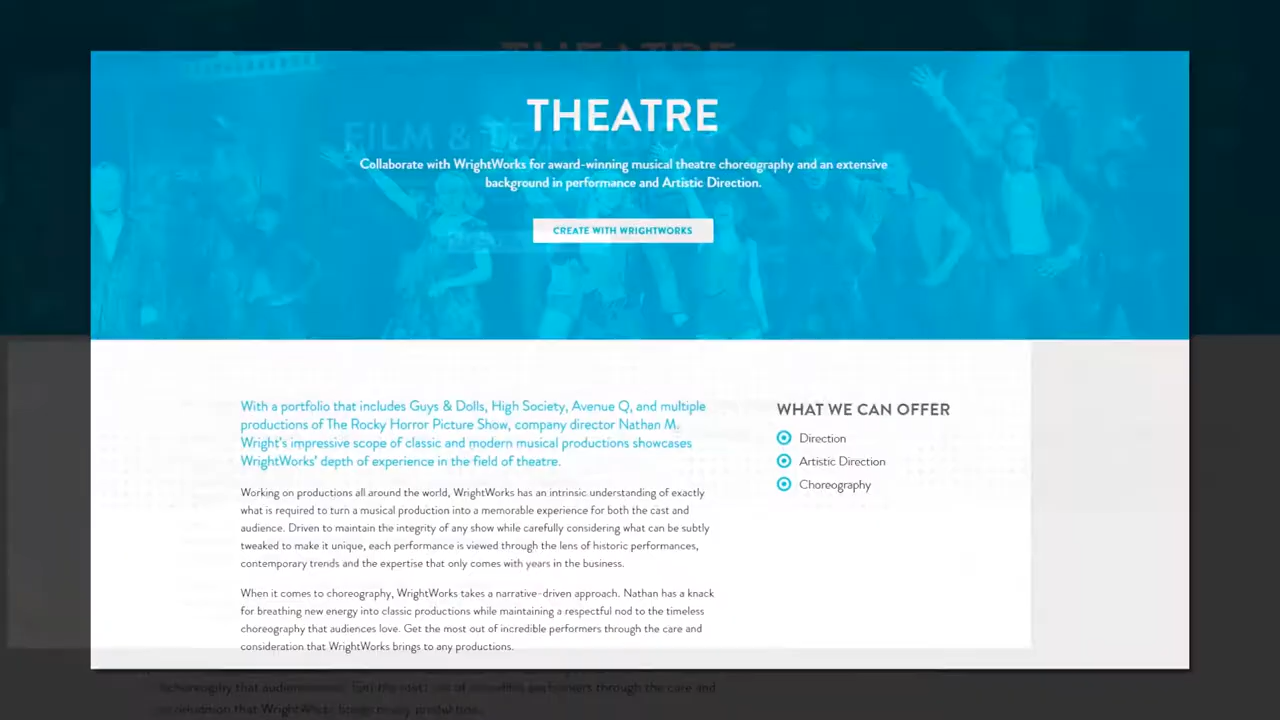 THEATRE
FILM &
Collaborate with WrightWorks for award-winning musical theatre choreography and an extensive
background in performance and Artistic Direction.
CREATE WITH WRIGHTWORKS
With a portfolio that includes Guys & Dolls, High Society, Avenue Q, and multiple
productions of The Rocky Horror Picture Show, company director Nathan M.
Wright's impressive scope of classic and modern musical productions showcases
WrightWorks' depth of experience in the field of theatre.
Working on productions all around the world, WrightWorks has an intrinsic understanding of exactly
what is required to turn a musical production into a memorable experience for both the cast and
audience. Driven to maintain the integrity of any show while carefully considering what can be subtly
tweaked to make it unique, each performance is viewed through the lens of historic performances,
contemporary trends and the expertise that only comes with years in the business.
When it comes to choreography, WrightWorks takes a narrative-driven approach. Nathan has a knack
for breathing new energy into classic productions while maintaining a respectful nod to the timeless
choreography that audiences love. Get the most out of incredible performers through the care and
consideration that WrightWorks brings to any productions.
WHAT WE CAN OFFER
Direction
Artistic Direction
Choreography
choreography that through the care and